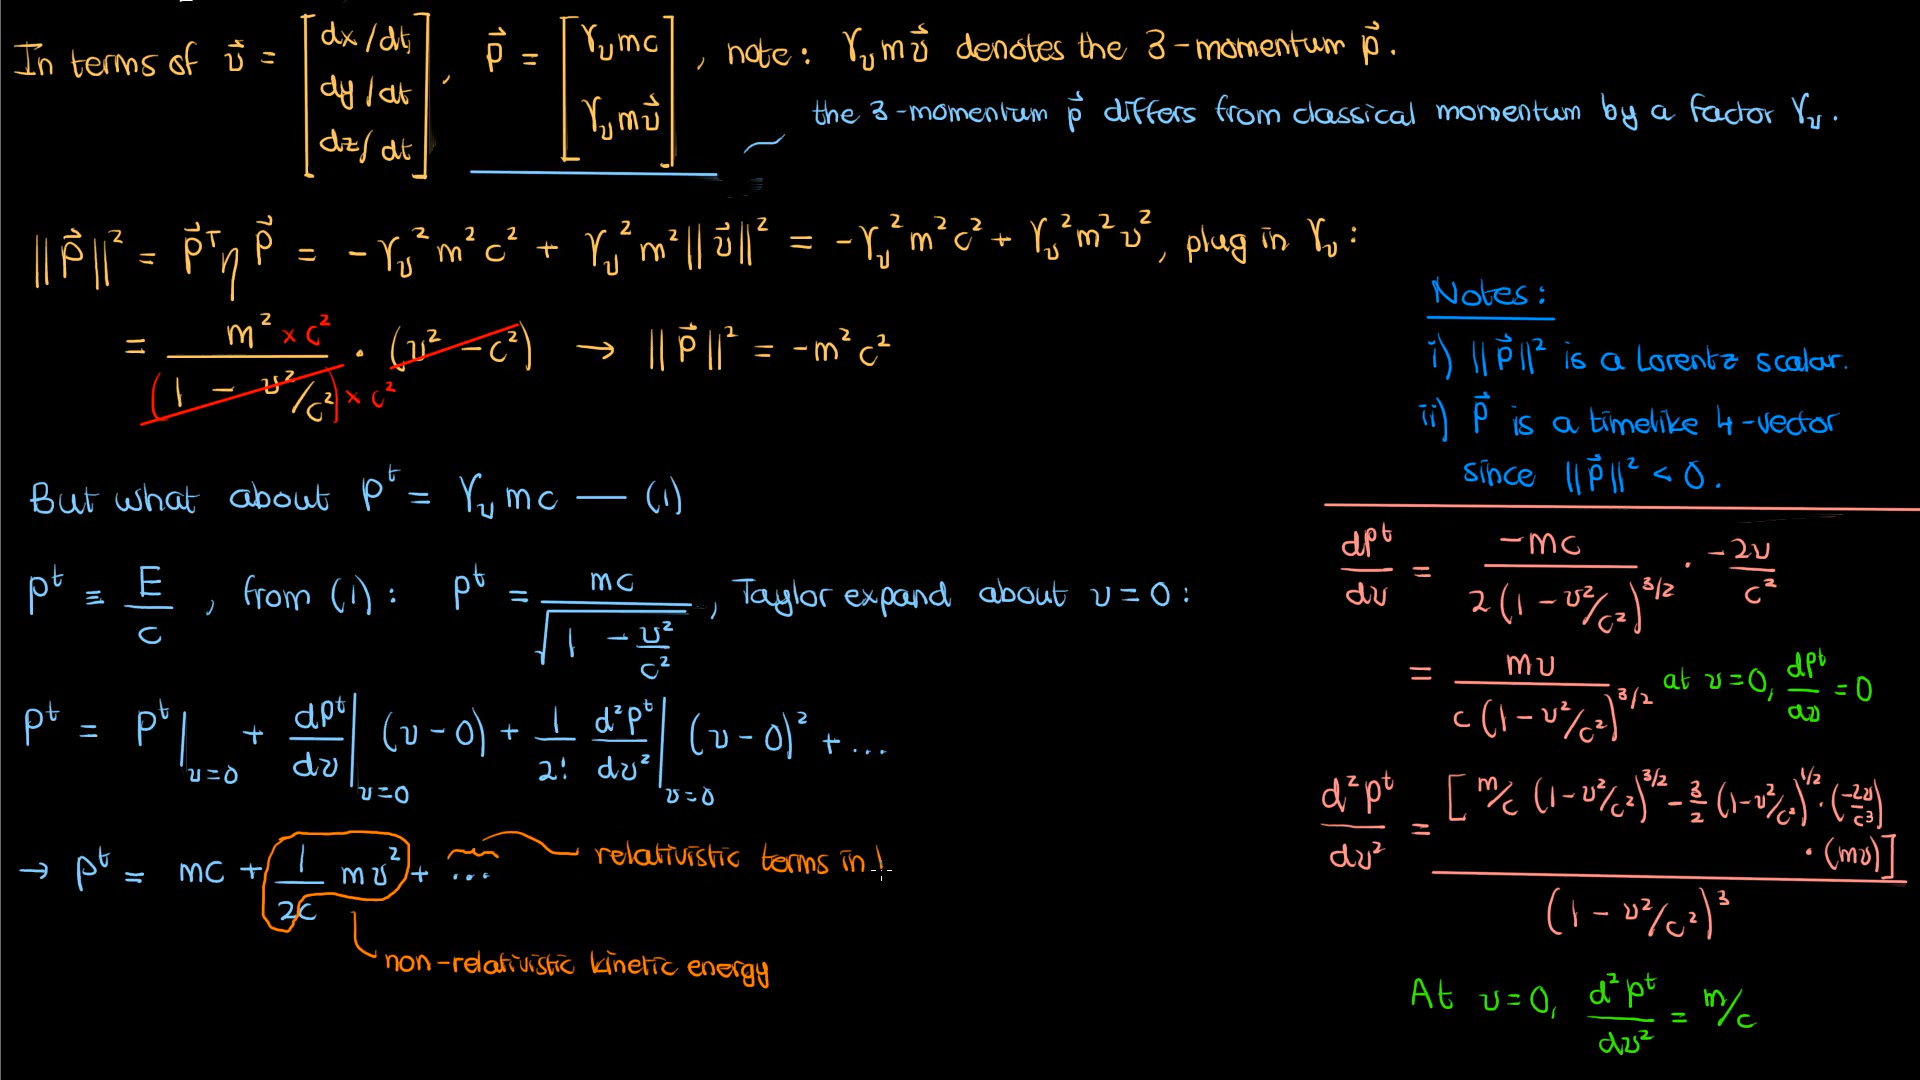 In terms of v⃗ = [dx/dt, dy/dt, dz/dt], P⃗ = [γ_v mc, γ_v m v⃗], note: γ_v m v⃗ denotes the 3-momentum p⃗.
the 3-momentum p⃗ differs from classical momentum by a factor γ_v.
||P⃗||² = P⃗ᵀ η P⃗ = -γ_v² m² c² + γ_v² m² ||v⃗||² = -γ_v² m² c² + γ_v² m² v², plug in γ_v :
= m² × c² / (1 - v²/c²) × c² · (v² - c²) → ||P⃗||² = -m² c²
But what about Pᵗ = γ_v mc — (1)
Pᵗ ≡ E/c , from (1) : Pᵗ = mc / √(1 - v²/c²) , Taylor expand about v = 0 :
Pᵗ = Pᵗ|_{v=0} + dPᵗ/dv|_{v=0} (v - 0) + 1/2! d²Pᵗ/dv²|_{v=0} (v - 0)² + ...
→ Pᵗ = mc + 1/2c mv² + ... relativistic terms in
non-relativistic kinetic energy
Notes :
i) ||P⃗||² is a Lorentz scalar.
ii) P⃗ is a timelike 4-vector
since ||P⃗||² < 0.
dPᵗ/dv = -mc / 2(1 - v²/c²)^{3/2} · -2v/c²
= mv / c(1 - v²/c²)^{3/2} at v=0, dPᵗ/dv = 0
d²Pᵗ/dv² = [m/c (1 - v²/c²)^{3/2} - 3/2 (1 - v²/c²)^{1/2} · (-2v/c³) · (mv)] / (1 - v²/c²)³
At v=0, d²Pᵗ/dv² = m/c